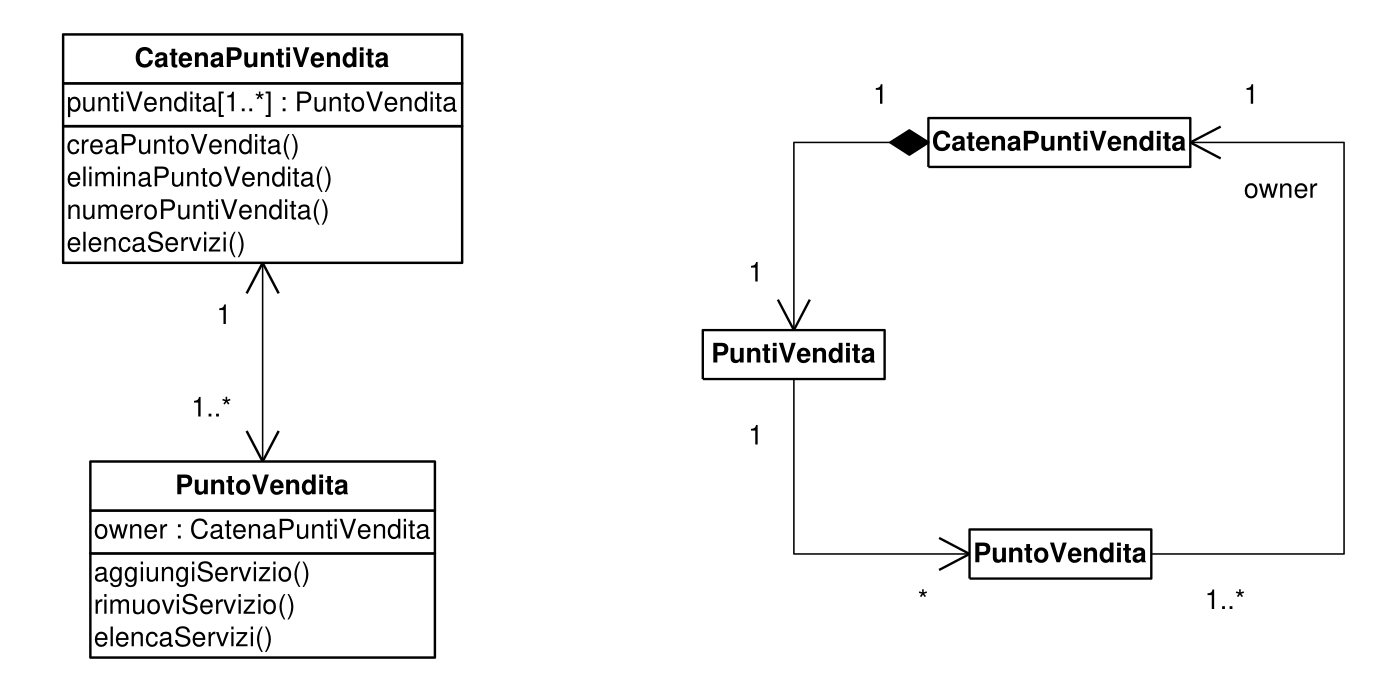 CatenaPuntiVendita
puntiVendita[1..*] : PuntoVendita
creaPuntoVendita()
eliminaPuntoVendita()
numeroPuntiVendita()
elencaServizi()
1
1..*
PuntoVendita
owner : CatenaPuntiVendita
aggiungiServizio()
rimuoviServizio()
elencaServizi()
1
1
CatenaPuntiVendita
owner
1
PuntiVendita
1
PuntoVendita
*
1..*